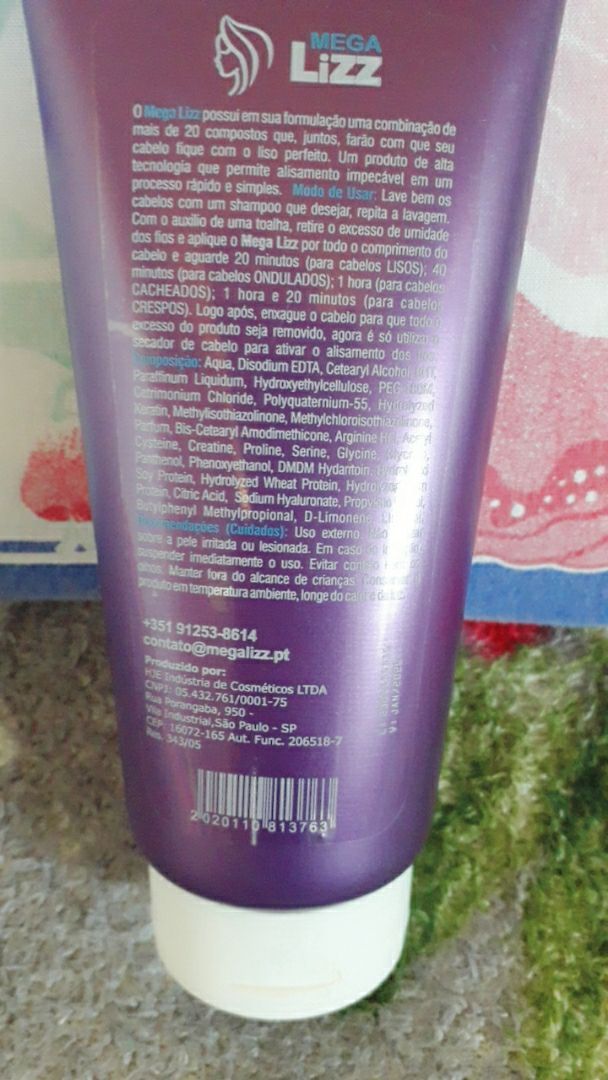 MEGA
Lizz
O Mega Lizz possui em sua formulação uma combinação de
mais de 20 compostos que, juntos, farão com que seu
cabelo fique com o liso perfeito. Um produto de alta
tecnologia que permite alisamento impecável em um
processo rápido e simples. Modo de Usar: Lave bem os
cabelos com um shampoo que desejar, repita a lavagem.
Com o auxilio de uma toalha, retire o excesso de umidade
dos fios e aplique o Mega Lizz por todo o comprimento do
cabelo e aguarde 20 minutos (para cabelos LISOS); 40
minutos (para cabelos ONDULADOS); 1 hora (para cabelos
CACHEADOS); 1 hora e 20 minutos (para cabelos
CRESPOS). Logo após, enxague o cabelo para que todo
excesso do produto seja removido, agora é só utilizar o
secador de cabelo para ativar o alisamento dos
Composição: Aqua, Disodium EDTA, Cetearyl Alcohol,
Paraffinum Liquidum, Hydroxyethylcellulose,
Cetrimonium Chloride, Polyquaternium-55, Hydrolyzed
Keratin, Methylisothiazolinone, Methylchloroisothiazolinone,
Parfum, Bis-Cetearyl Amodimethicone, Arginine
Cysteine, Creatine, Proline, Serine, Glycine,
Panthenol, Phenoxyethanol, DMDM Hydantoin,
Soy Protein, Hydrolyzed Wheat Protein,
Protein, Citric Acid, Sodium Hyaluronate,
Butylphenyl Methylpropional, D-Limonene,
Recomendações (Cuidados): Uso externo. Não
sobre a pele irritada ou lesionada. Em caso de
suspender imediatamente o uso. Evitar
olhos. Manter fora do alcance de crianças.
produto em temperatura ambiente, longe do calor
+351 91253-8614
contato@megalizz.pt
Produzido por:
HJE Indústria de Cosméticos LTDA
CNPJ: 05.432.761/0001-75
Rua Porangaba, 950 -
Vila Industrial,São Paulo - SP
CEP: 16072-165 Aut. Func. 206518-7
Res. 343/05
2 020110 813763